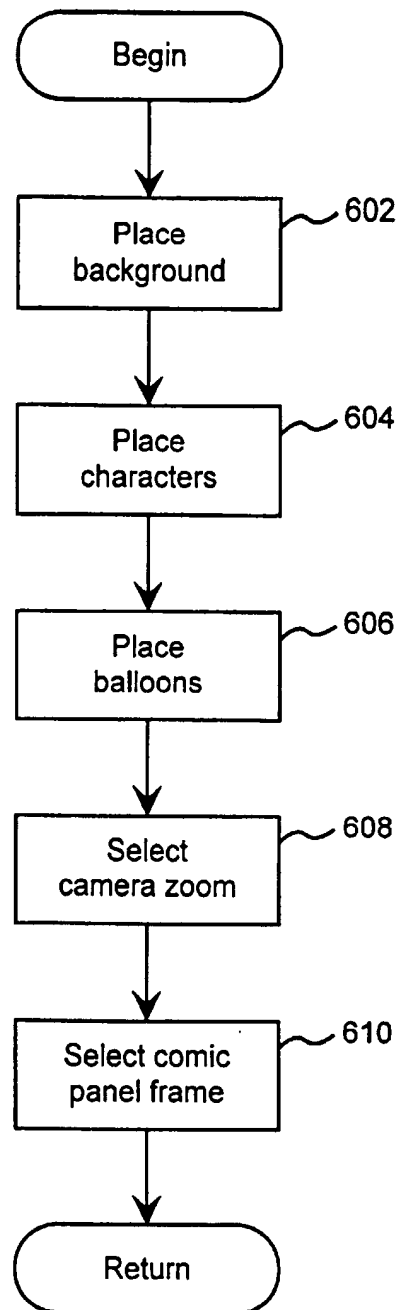 Begin
602
Place
background
604
Place
characters
606
Place
balloons
608
Select
camera zoom
610
Select comic
panel frame
Return